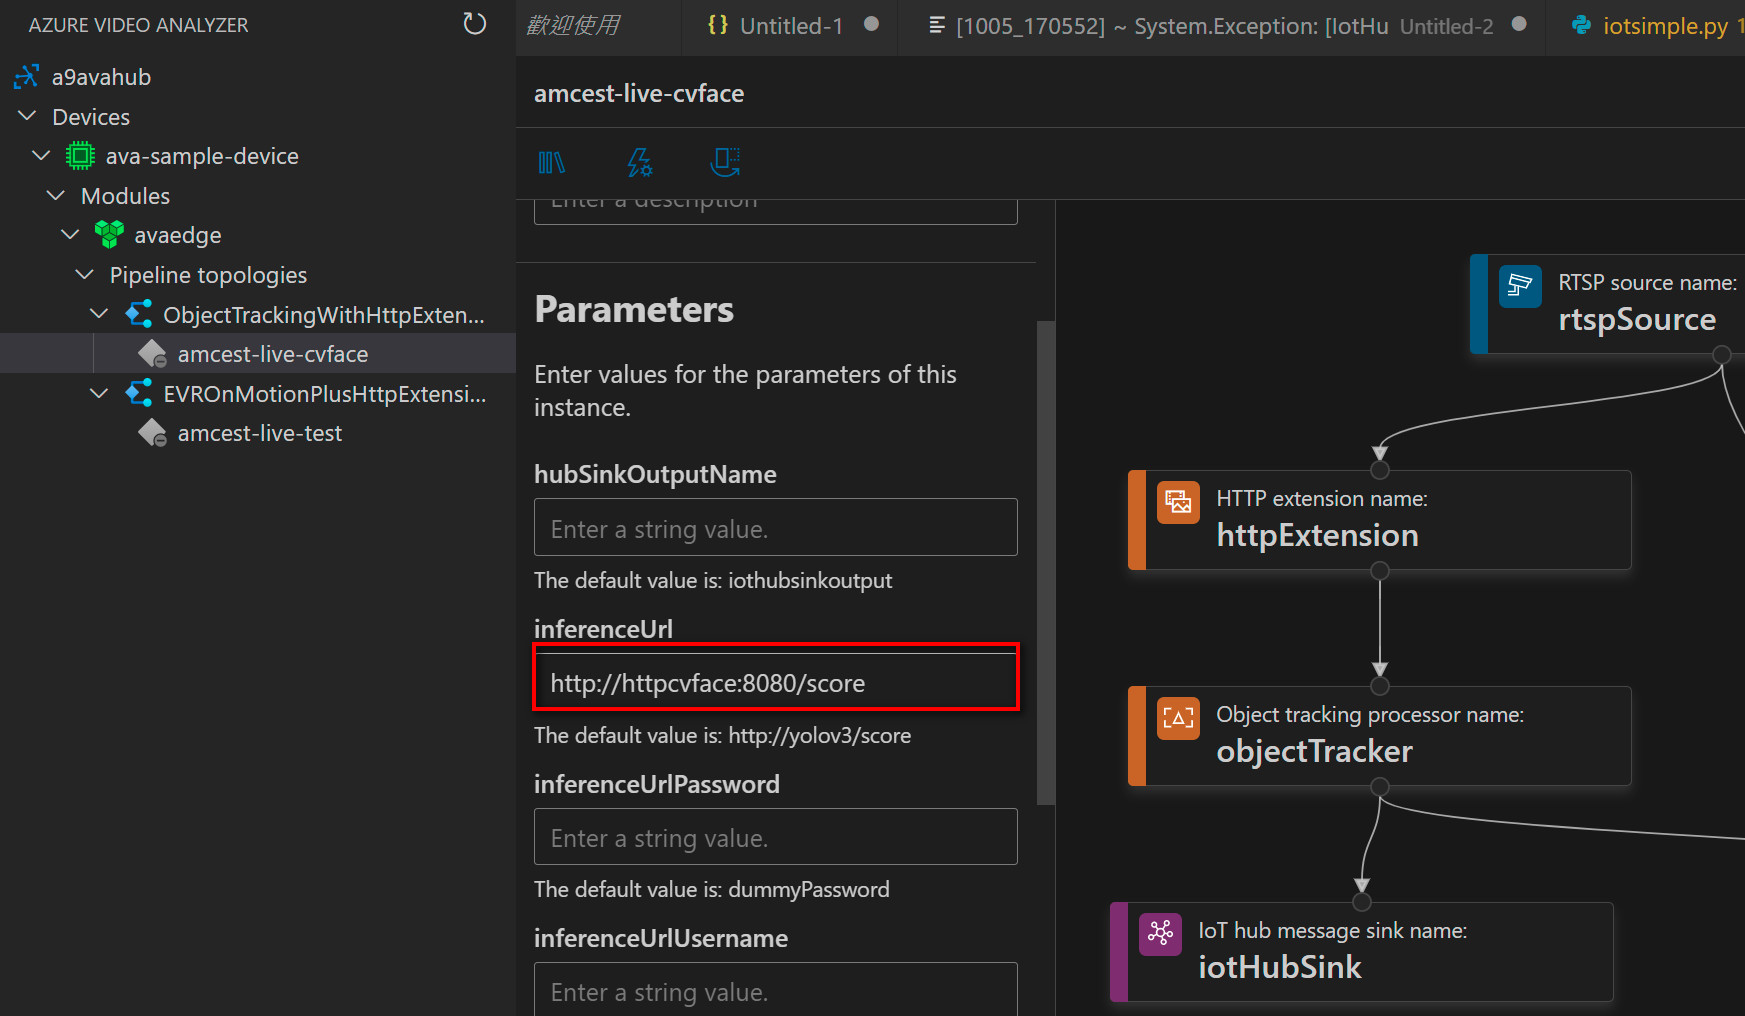 AZURE VIDEO ANALYZER
歡迎使用
{} Untitled-1
[1005_170552] ~ System.Exception: [IotHu Untitled-2
iotsimple.py 1
a9avahub
Devices
ava-sample-device
Modules
avaedge
Pipeline topologies
ObjectTrackingWithHttpExten...
amcest-live-cvface
EVROnMotionPlusHttpExtensi...
amcest-live-test
amcest-live-cvface
Enter a description
Parameters
Enter values for the parameters of this
instance.
hubSinkOutputName
Enter a string value.
The default value is: iothubsinkoutput
inferenceUrl
http://httpcvface:8080/score
The default value is: http://yolov3/score
inferenceUrlPassword
Enter a string value.
The default value is: dummyPassword
inferenceUrlUsername
Enter a string value.
RTSP source name:
rtspSource
HTTP extension name:
httpExtension
Object tracking processor name:
objectTracker
IoT hub message sink name:
iotHubSink